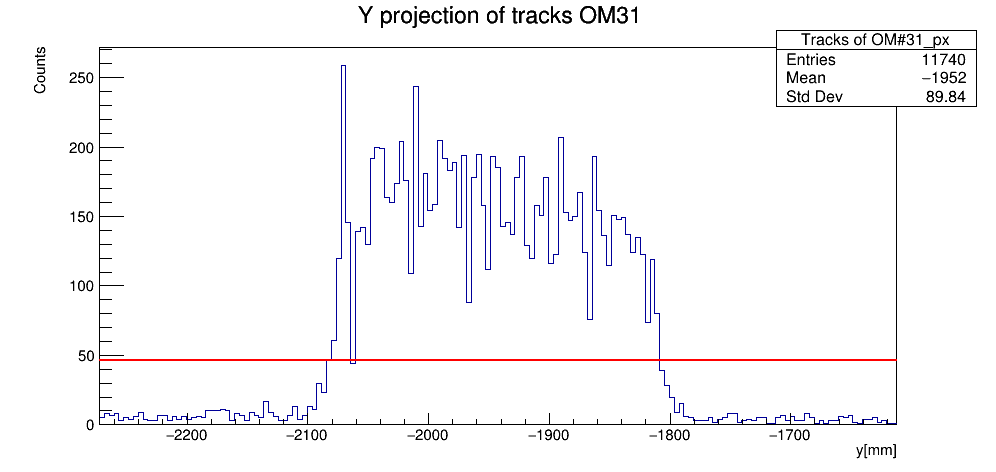 Y projection of tracks OM31
Tracks of OM#31_px
Entries 11740
Mean −1952
Std Dev 89.84
Counts
250
200
150
100
50
0
−2200 −2100 −2000 −1900 −1800 −1700
y[mm]